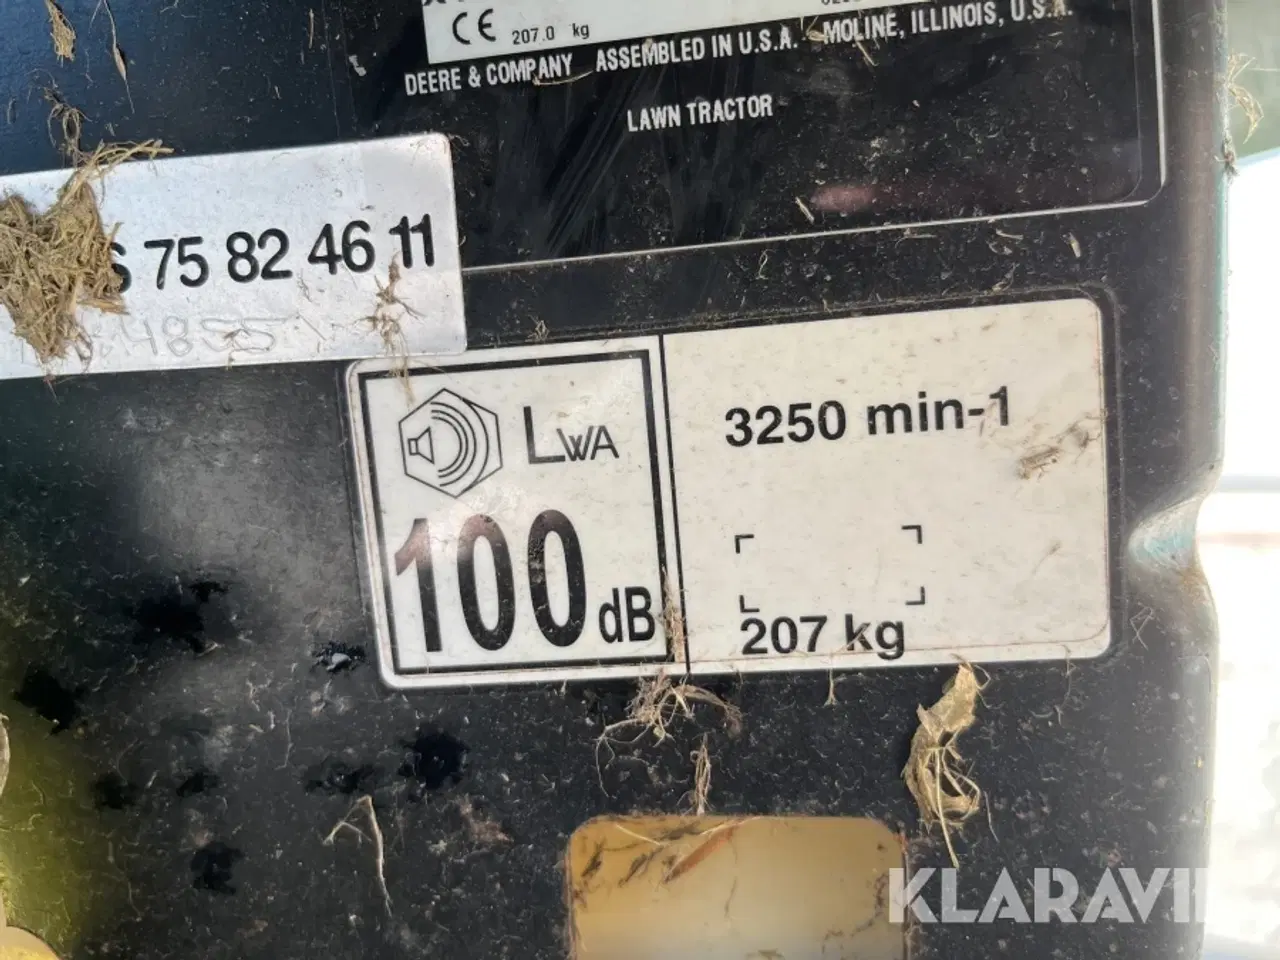 CE 207.0 kg
DEERE & COMPANY ASSEMBLED IN U.S.A. MOLINE, ILLINOIS, U.S.A.
LAWN TRACTOR
75 82 46 11
4855
LWA
100 dB
3250 min-1
207 kg
KLARAVI